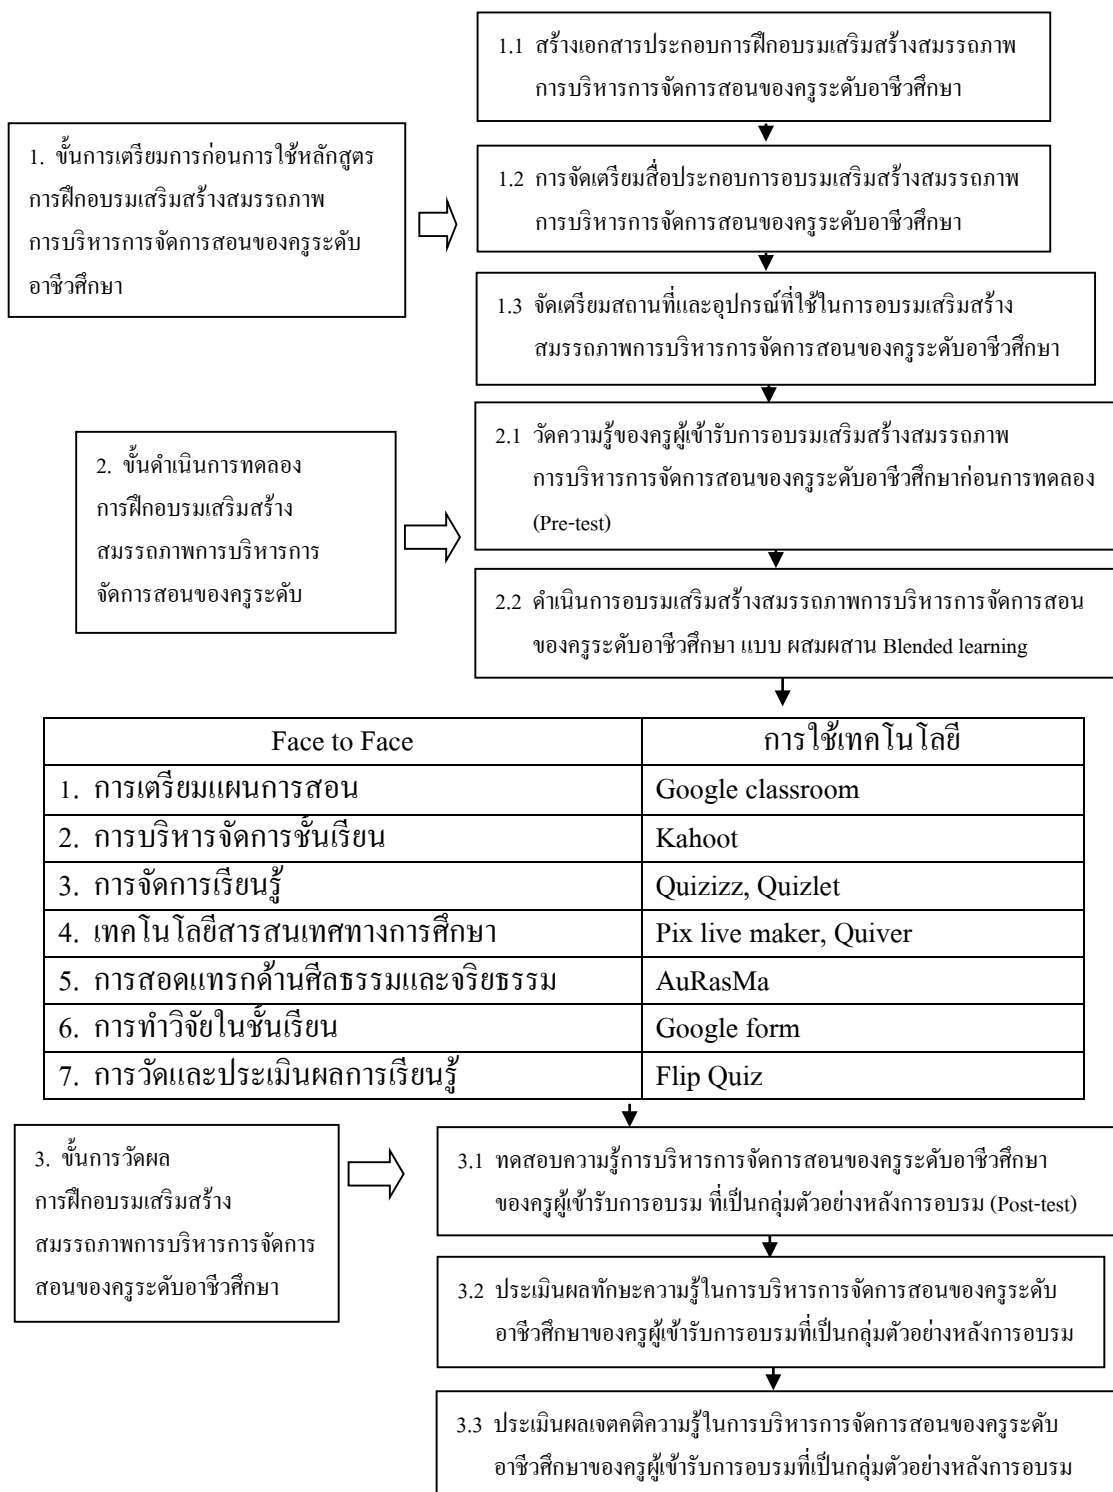 1.1 สร้างเอกสารประกอบการฝึกอบรมเสริมสร้างสมรรถภาพ
การบริหารการจัดการสอนของครูระดับอาชีวศึกษา
1. ขั้นการเตรียมการก่อนการใช้หลักสูตร
การฝึกอบรมเสริมสร้างสมรรถภาพ
การบริหารการจัดการสอนของครูระดับ
อาชีวศึกษา
1.2 การจัดเตรียมสื่อประกอบการอบรมเสริมสร้างสมรรถภาพ
การบริหารการจัดการสอนของครูระดับอาชีวศึกษา
1.3 จัดเตรียมสถานที่และอุปกรณ์ที่ใช้ในการอบรมเสริมสร้าง
สมรรถภาพการบริหารการจัดการสอนของครูระดับอาชีวศึกษา
2. ขั้นดำเนินการทดลอง
การฝึกอบรมเสริมสร้าง
สมรรถภาพการบริหารการ
จัดการสอนของครูระดับ
2.1 วัดความรู้ของครูผู้เข้ารับการอบรมเสริมสร้างสมรรถภาพ
การบริหารการจัดการสอนของครูระดับอาชีวศึกษาก่อนการทดลอง
(Pre-test)
2.2 ดำเนินการอบรมเสริมสร้างสมรรถภาพการบริหารการจัดการสอน
ของครูระดับอาชีวศึกษา แบบ ผสมผสาน Blended learning
Face to Face การใช้เทคโนโลยี
1. การเตรียมแผนการสอน Google classroom
2. การบริหารจัดการชั้นเรียน Kahoot
3. การจัดการเรียนรู้ Quizizz, Quizlet
4. เทคโนโลยีสารสนเทศทางการศึกษา Pix live maker, Quiver
5. การสอดแทรกด้านศีลธรรมและจริยธรรม AuRasMa
6. การทำวิจัยในชั้นเรียน Google form
7. การวัดและประเมินผลการเรียนรู้ Flip Quiz
3. ขั้นการวัดผล
การฝึกอบรมเสริมสร้าง
สมรรถภาพการบริหารการจัดการ
สอนของครูระดับอาชีวศึกษา
3.1 ทดสอบความรู้การบริหารการจัดการสอนของครูระดับอาชีวศึกษา
ของครูผู้เข้ารับการอบรม ที่เป็นกลุ่มตัวอย่างหลังการอบรม (Post-test)
3.2 ประเมินผลทักษะความรู้ในการบริหารการจัดการสอนของครูระดับ
อาชีวศึกษาของครูผู้เข้ารับการอบรมที่เป็นกลุ่มตัวอย่างหลังการอบรม
3.3 ประเมินผลเจตคติความรู้ในการบริหารการจัดการสอนของครูระดับ
อาชีวศึกษาของครูผู้เข้ารับการอบรมที่เป็นกลุ่มตัวอย่างหลังการอบรม